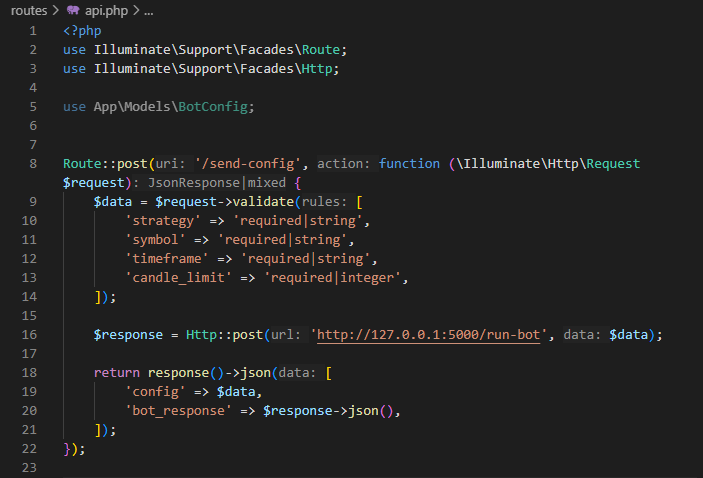 routes > api.php > ...
1 <?php
2 use Illuminate\Support\Facades\Route;
3 use Illuminate\Support\Facades\Http;
4
5 use App\Models\BotConfig;
6
7
8 Route::post(uri: '/send-config', action: function (\Illuminate\Http\Request
$request): JsonResponse|mixed {
9     $data = $request->validate(rules: [
10         'strategy' => 'required|string',
11         'symbol' => 'required|string',
12         'timeframe' => 'required|string',
13         'candle_limit' => 'required|integer',
14     ]);
15
16     $response = Http::post(url: 'http://127.0.0.1:5000/run-bot', data: $data);
17
18     return response()->json(data: [
19         'config' => $data,
20         'bot_response' => $response->json(),
21     ]);
22 });
23